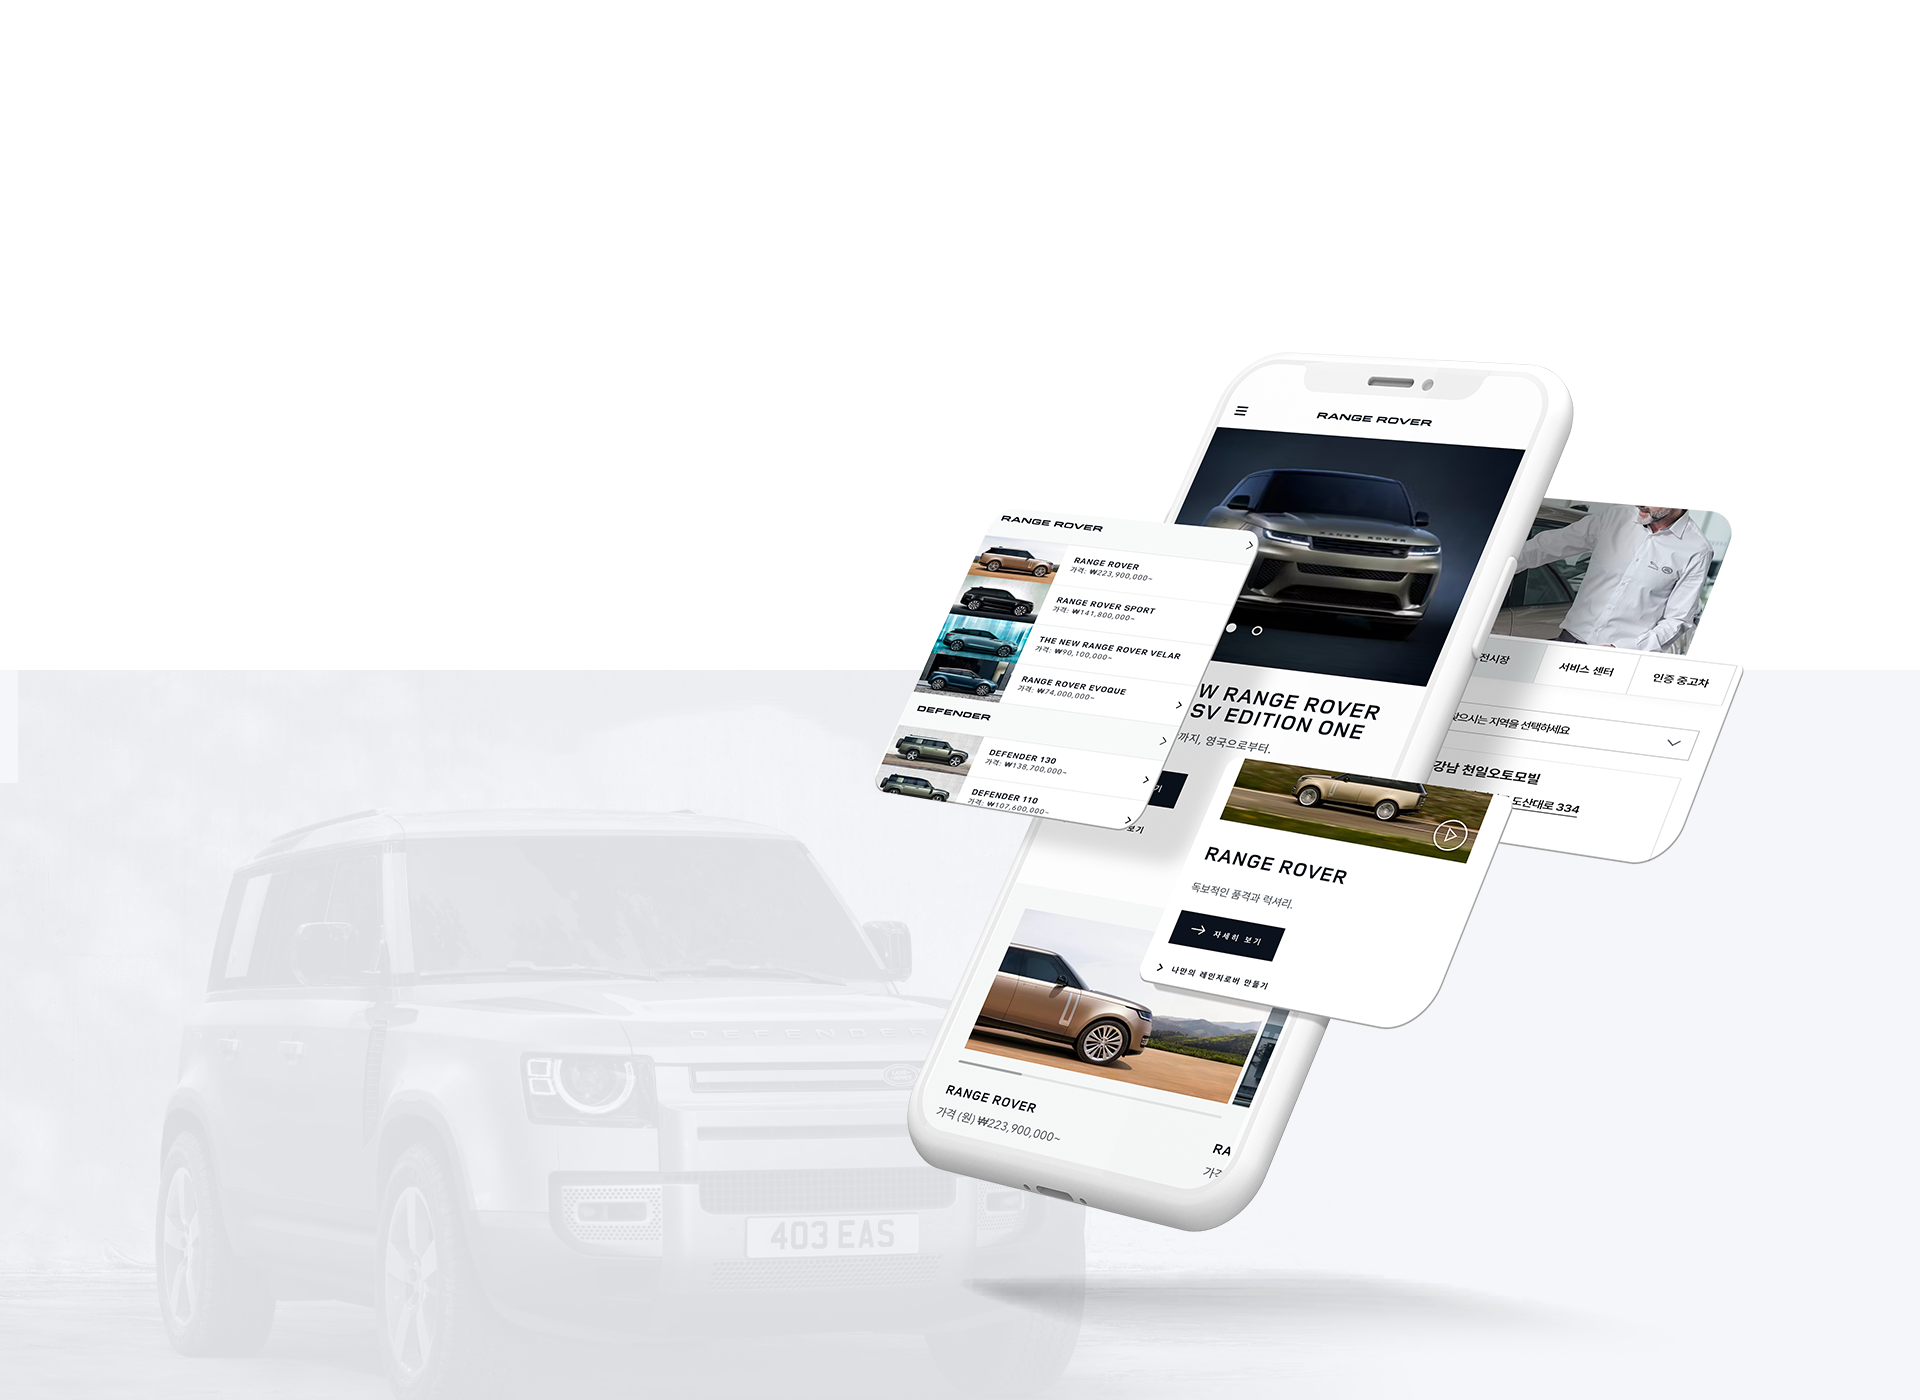 RANGE ROVER
W RANGE ROVER
SV EDITION ONE
까지, 영국으로부터.
기
보기
RANGE ROVER
가격 (원) ₩223,900,000~
RA
가격
RANGE ROVER
RANGE ROVER
가격: ₩223,900,000~
RANGE ROVER SPORT
가격: ₩141,800,000~
THE NEW RANGE ROVER VELAR
가격: ₩90,100,000~
RANGE ROVER EVOQUE
가격: ₩74,000,000~
DEFENDER
DEFENDER 130
가격: ₩138,700,000~
DEFENDER 110
가격: ₩107,600,000~
전시장
서비스 센터
인증 중고차
찾으시는 지역을 선택하세요
강남 천일오토모빌
도산대로 334
RANGE ROVER
독보적인 품격과 럭셔리.
자세히 보기
나만의 레인지로버 만들기
DEFENDER
403 EAS